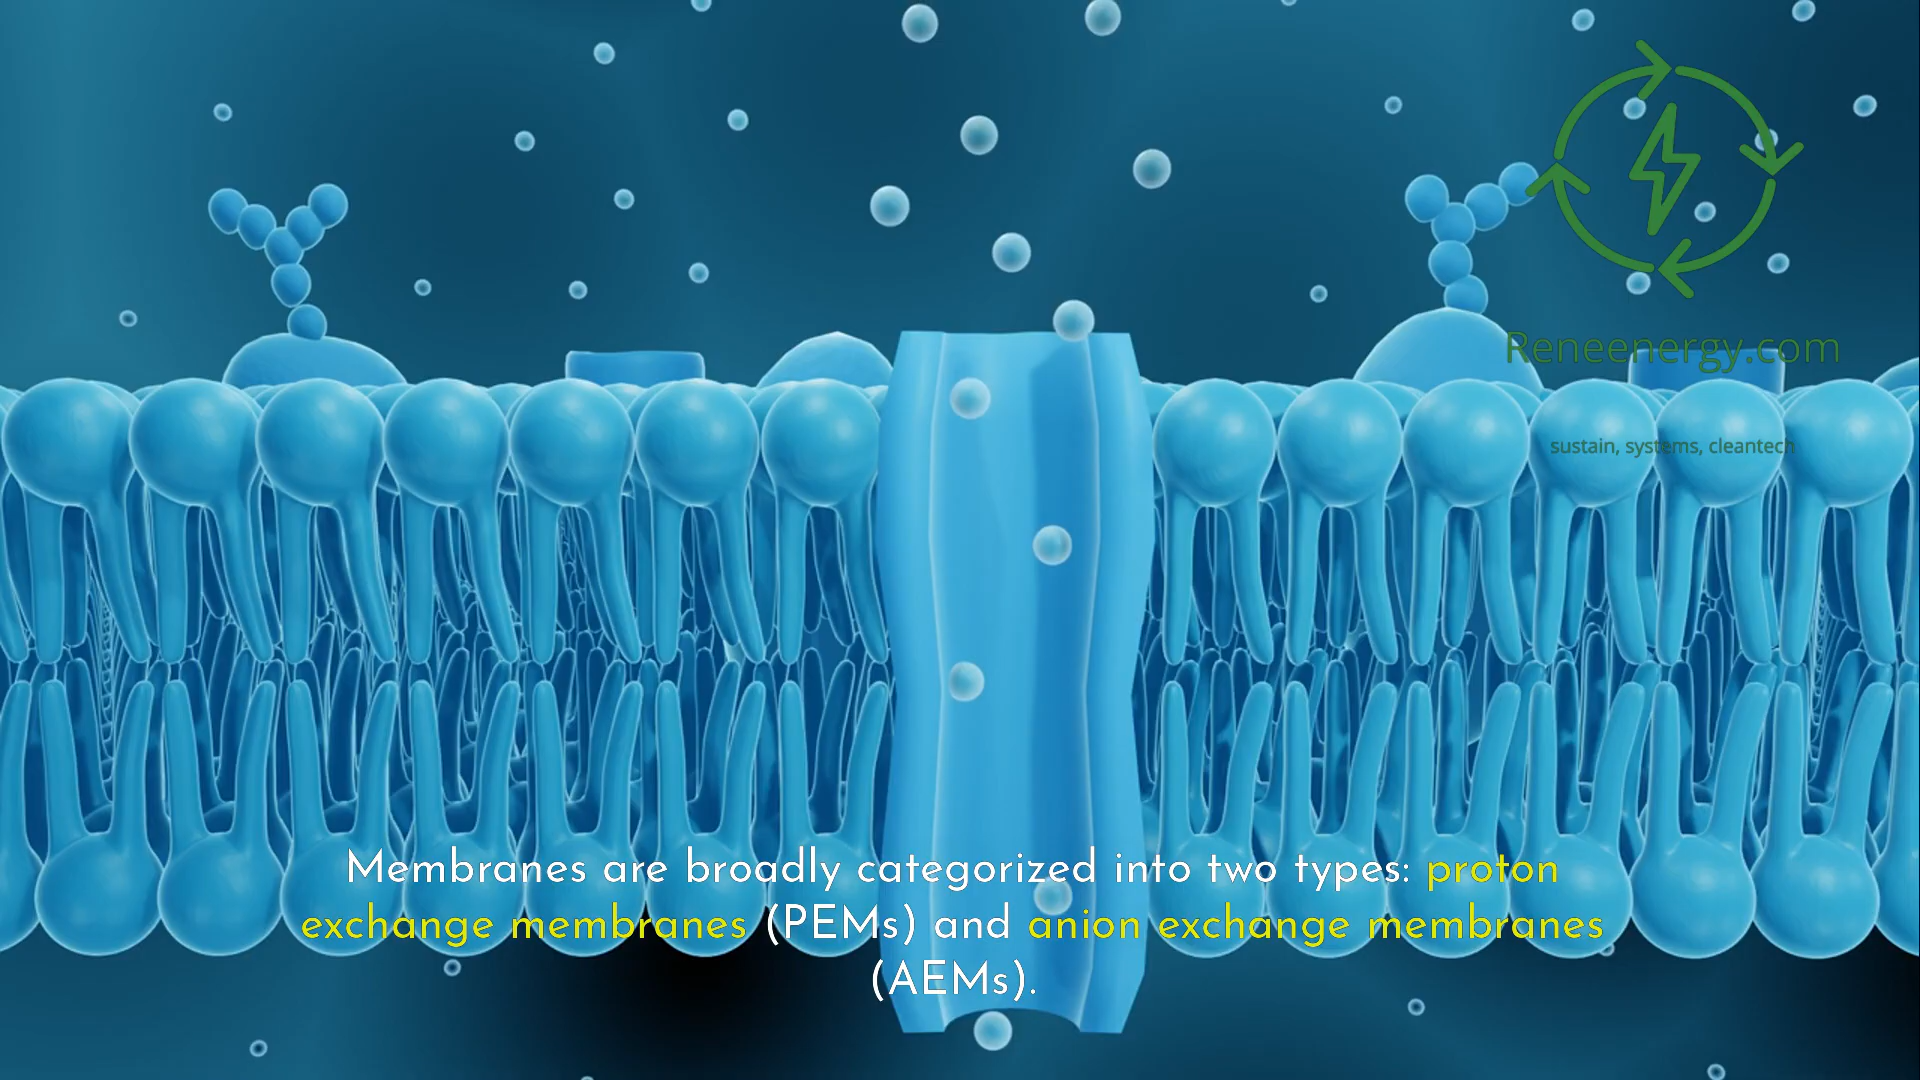 Reneenergy.com
sustain, systems, cleantech
Membranes are broadly categorized into two types: proton
exchange membranes (PEMs) and anion exchange membranes
(AEMs).